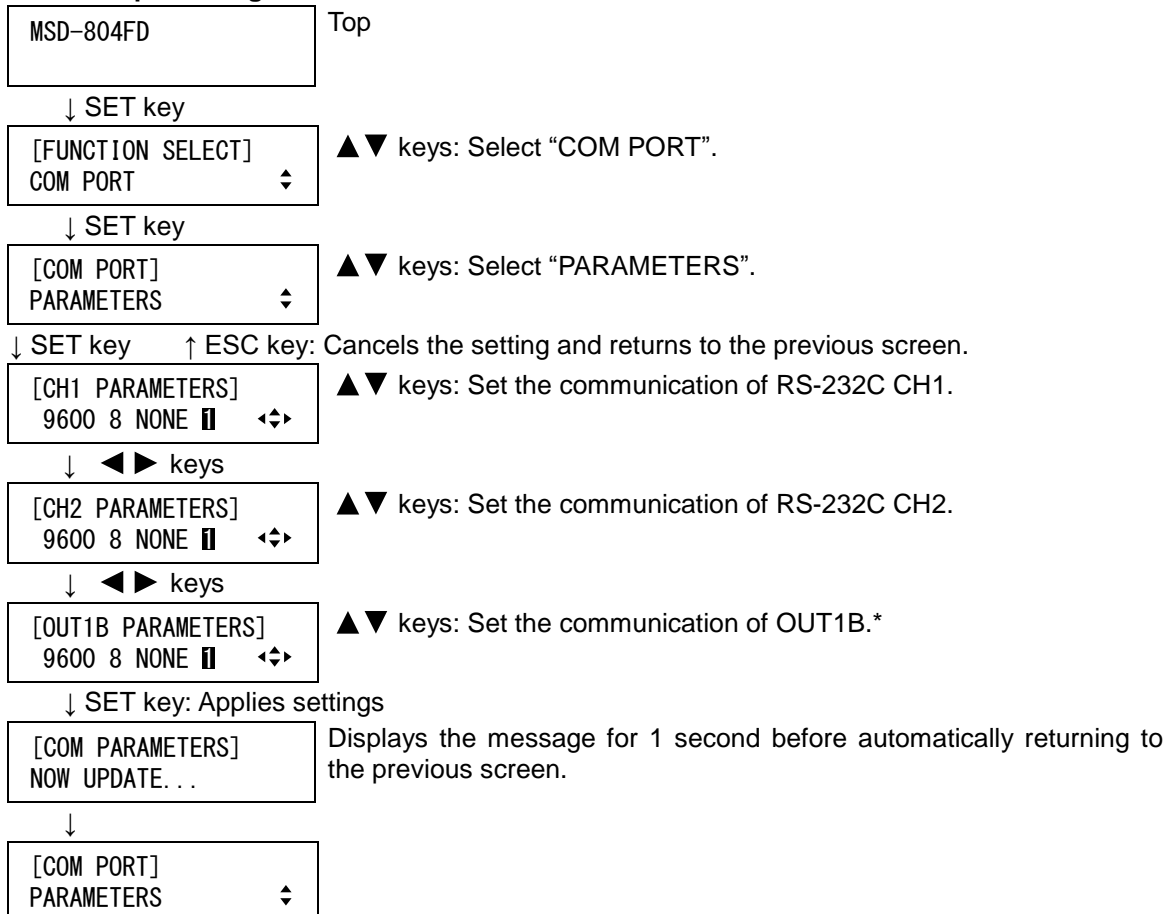 MSD-804FD
Top
↓ SET key
[FUNCTION SELECT]
COM PORT
▲▼ keys: Select “COM PORT”.
↓ SET key
[COM PORT]
PARAMETERS
▲▼ keys: Select “PARAMETERS”.
↓ SET key ↑ ESC key: Cancels the setting and returns to the previous screen.
[CH1 PARAMETERS]
9600 8 NONE 1
▲▼ keys: Set the communication of RS-232C CH1.
↓ ◀▶ keys
[CH2 PARAMETERS]
9600 8 NONE 1
▲▼ keys: Set the communication of RS-232C CH2.
↓ ◀▶ keys
[OUT1B PARAMETERS]
9600 8 NONE 1
▲▼ keys: Set the communication of OUT1B.*
↓ SET key: Applies settings
[COM PARAMETERS]
NOW UPDATE...
Displays the message for 1 second before automatically returning to
the previous screen.
↓
[COM PORT]
PARAMETERS